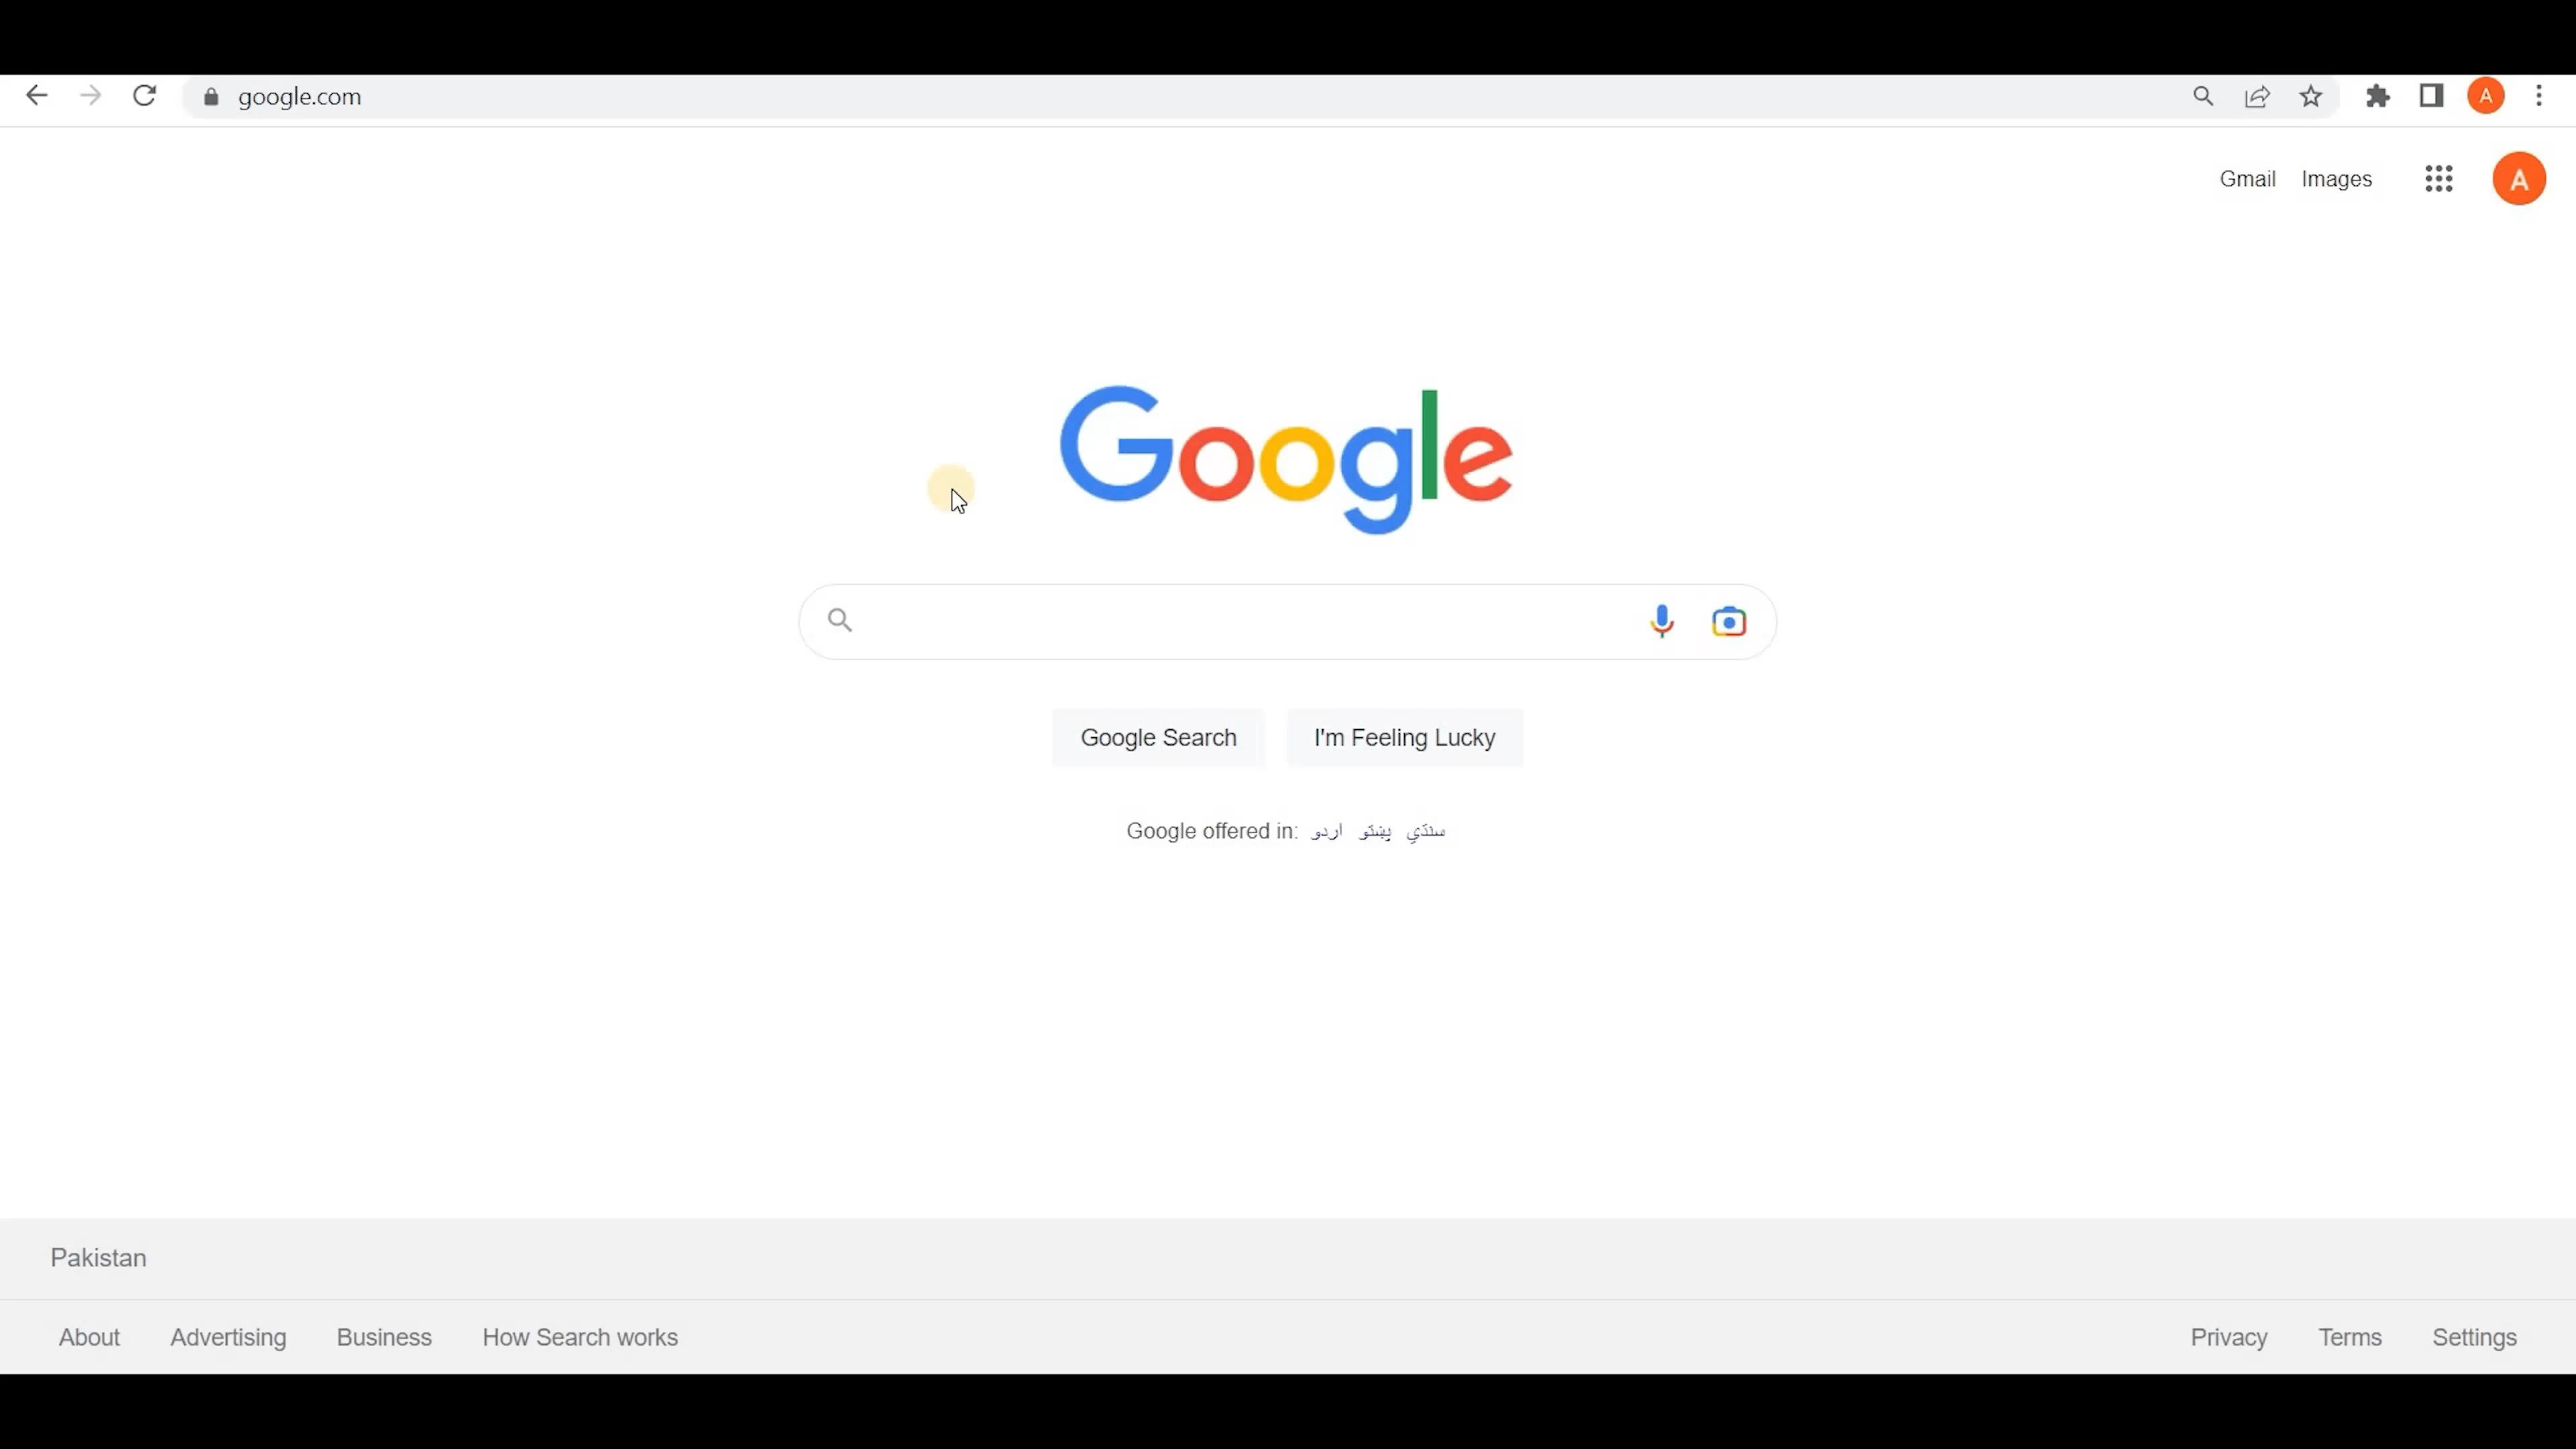 google.com
A
Gmail Images A
Google
Google Search I'm Feeling Lucky
Google offered in: اردو پښتو سنڌي
Pakistan
About Advertising Business How Search works Privacy Terms Settings